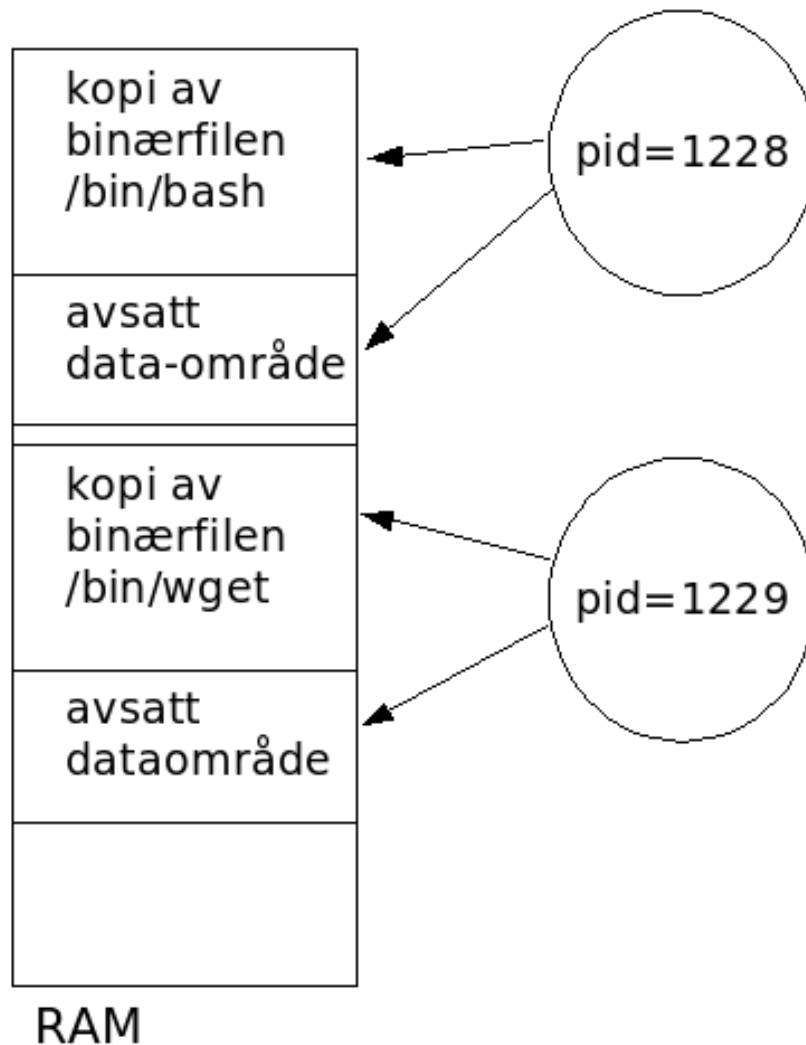 kopi av
binærfilen
/bin/bash
pid=1228
avsatt
data-område
kopi av
binærfilen
/bin/wget
pid=1229
avsatt
dataområde
RAM